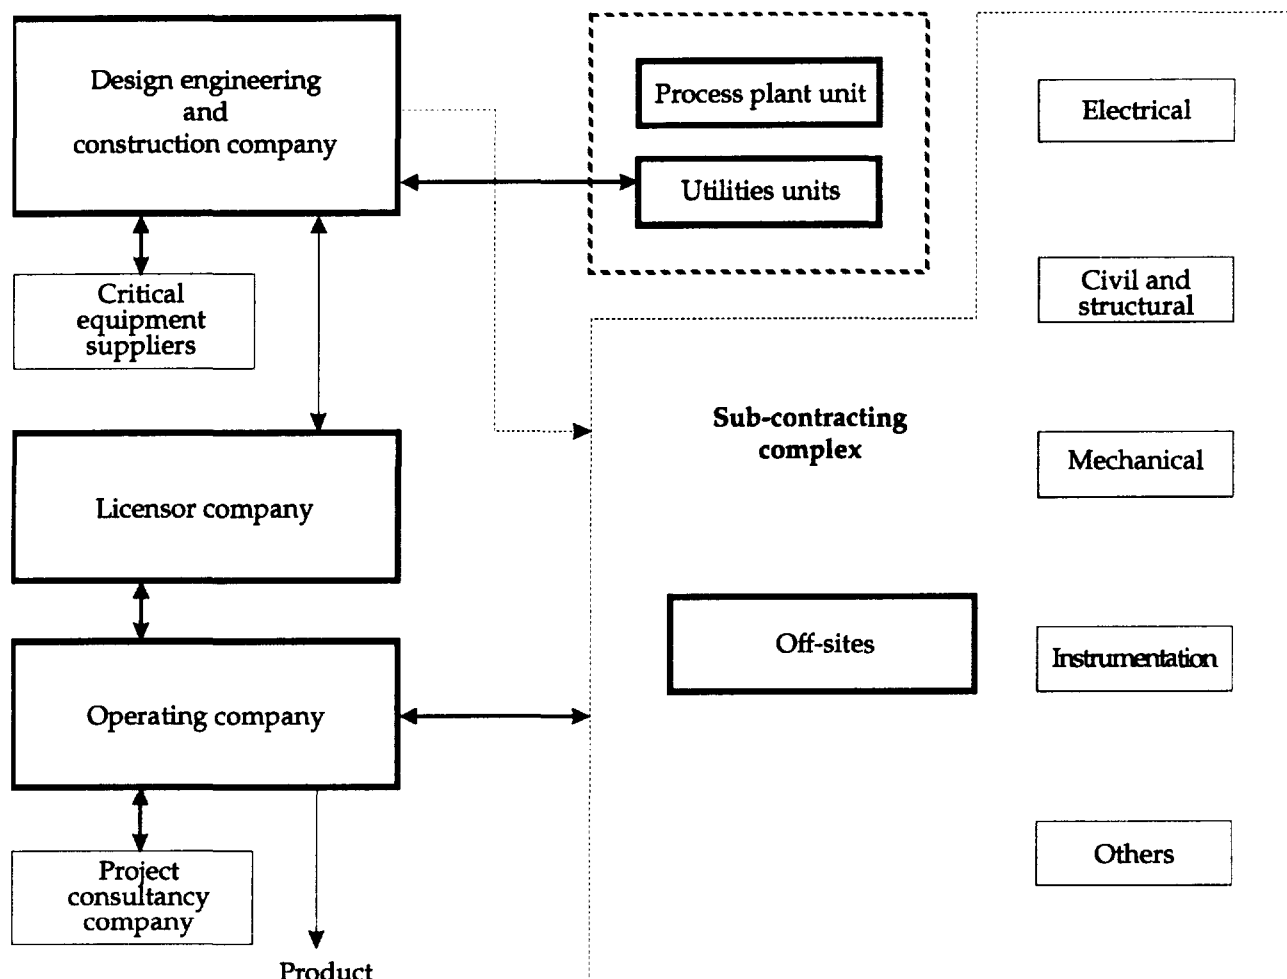 Design engineering
and
construction company
Process plant unit
Utilities units
Electrical
Critical
equipment
suppliers
Civil and
structural
Sub-contracting
complex
Mechanical
Licensor company
Off-sites
Instrumentation
Operating company
Others
Project
consultancy
company
Product